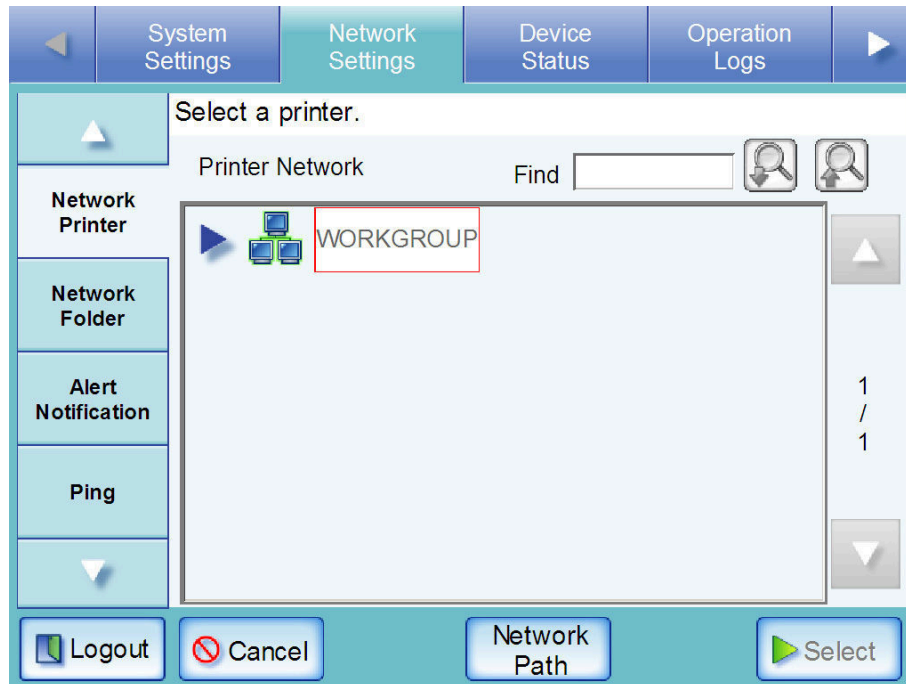 System Settings
Network Settings
Device Status
Operation Logs
Select a printer.
Printer Network
Find
Network Printer
WORKGROUP
Network Folder
Alert Notification
1
/
1
Ping
Logout
Cancel
Network Path
Select